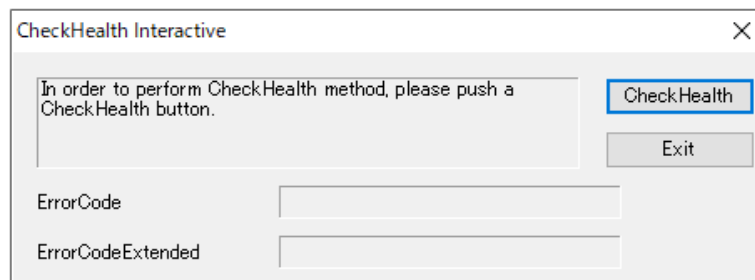 CheckHealth Interactive
In order to perform CheckHealth method, please push a
CheckHealth button.
CheckHealth
Exit
ErrorCode
ErrorCodeExtended